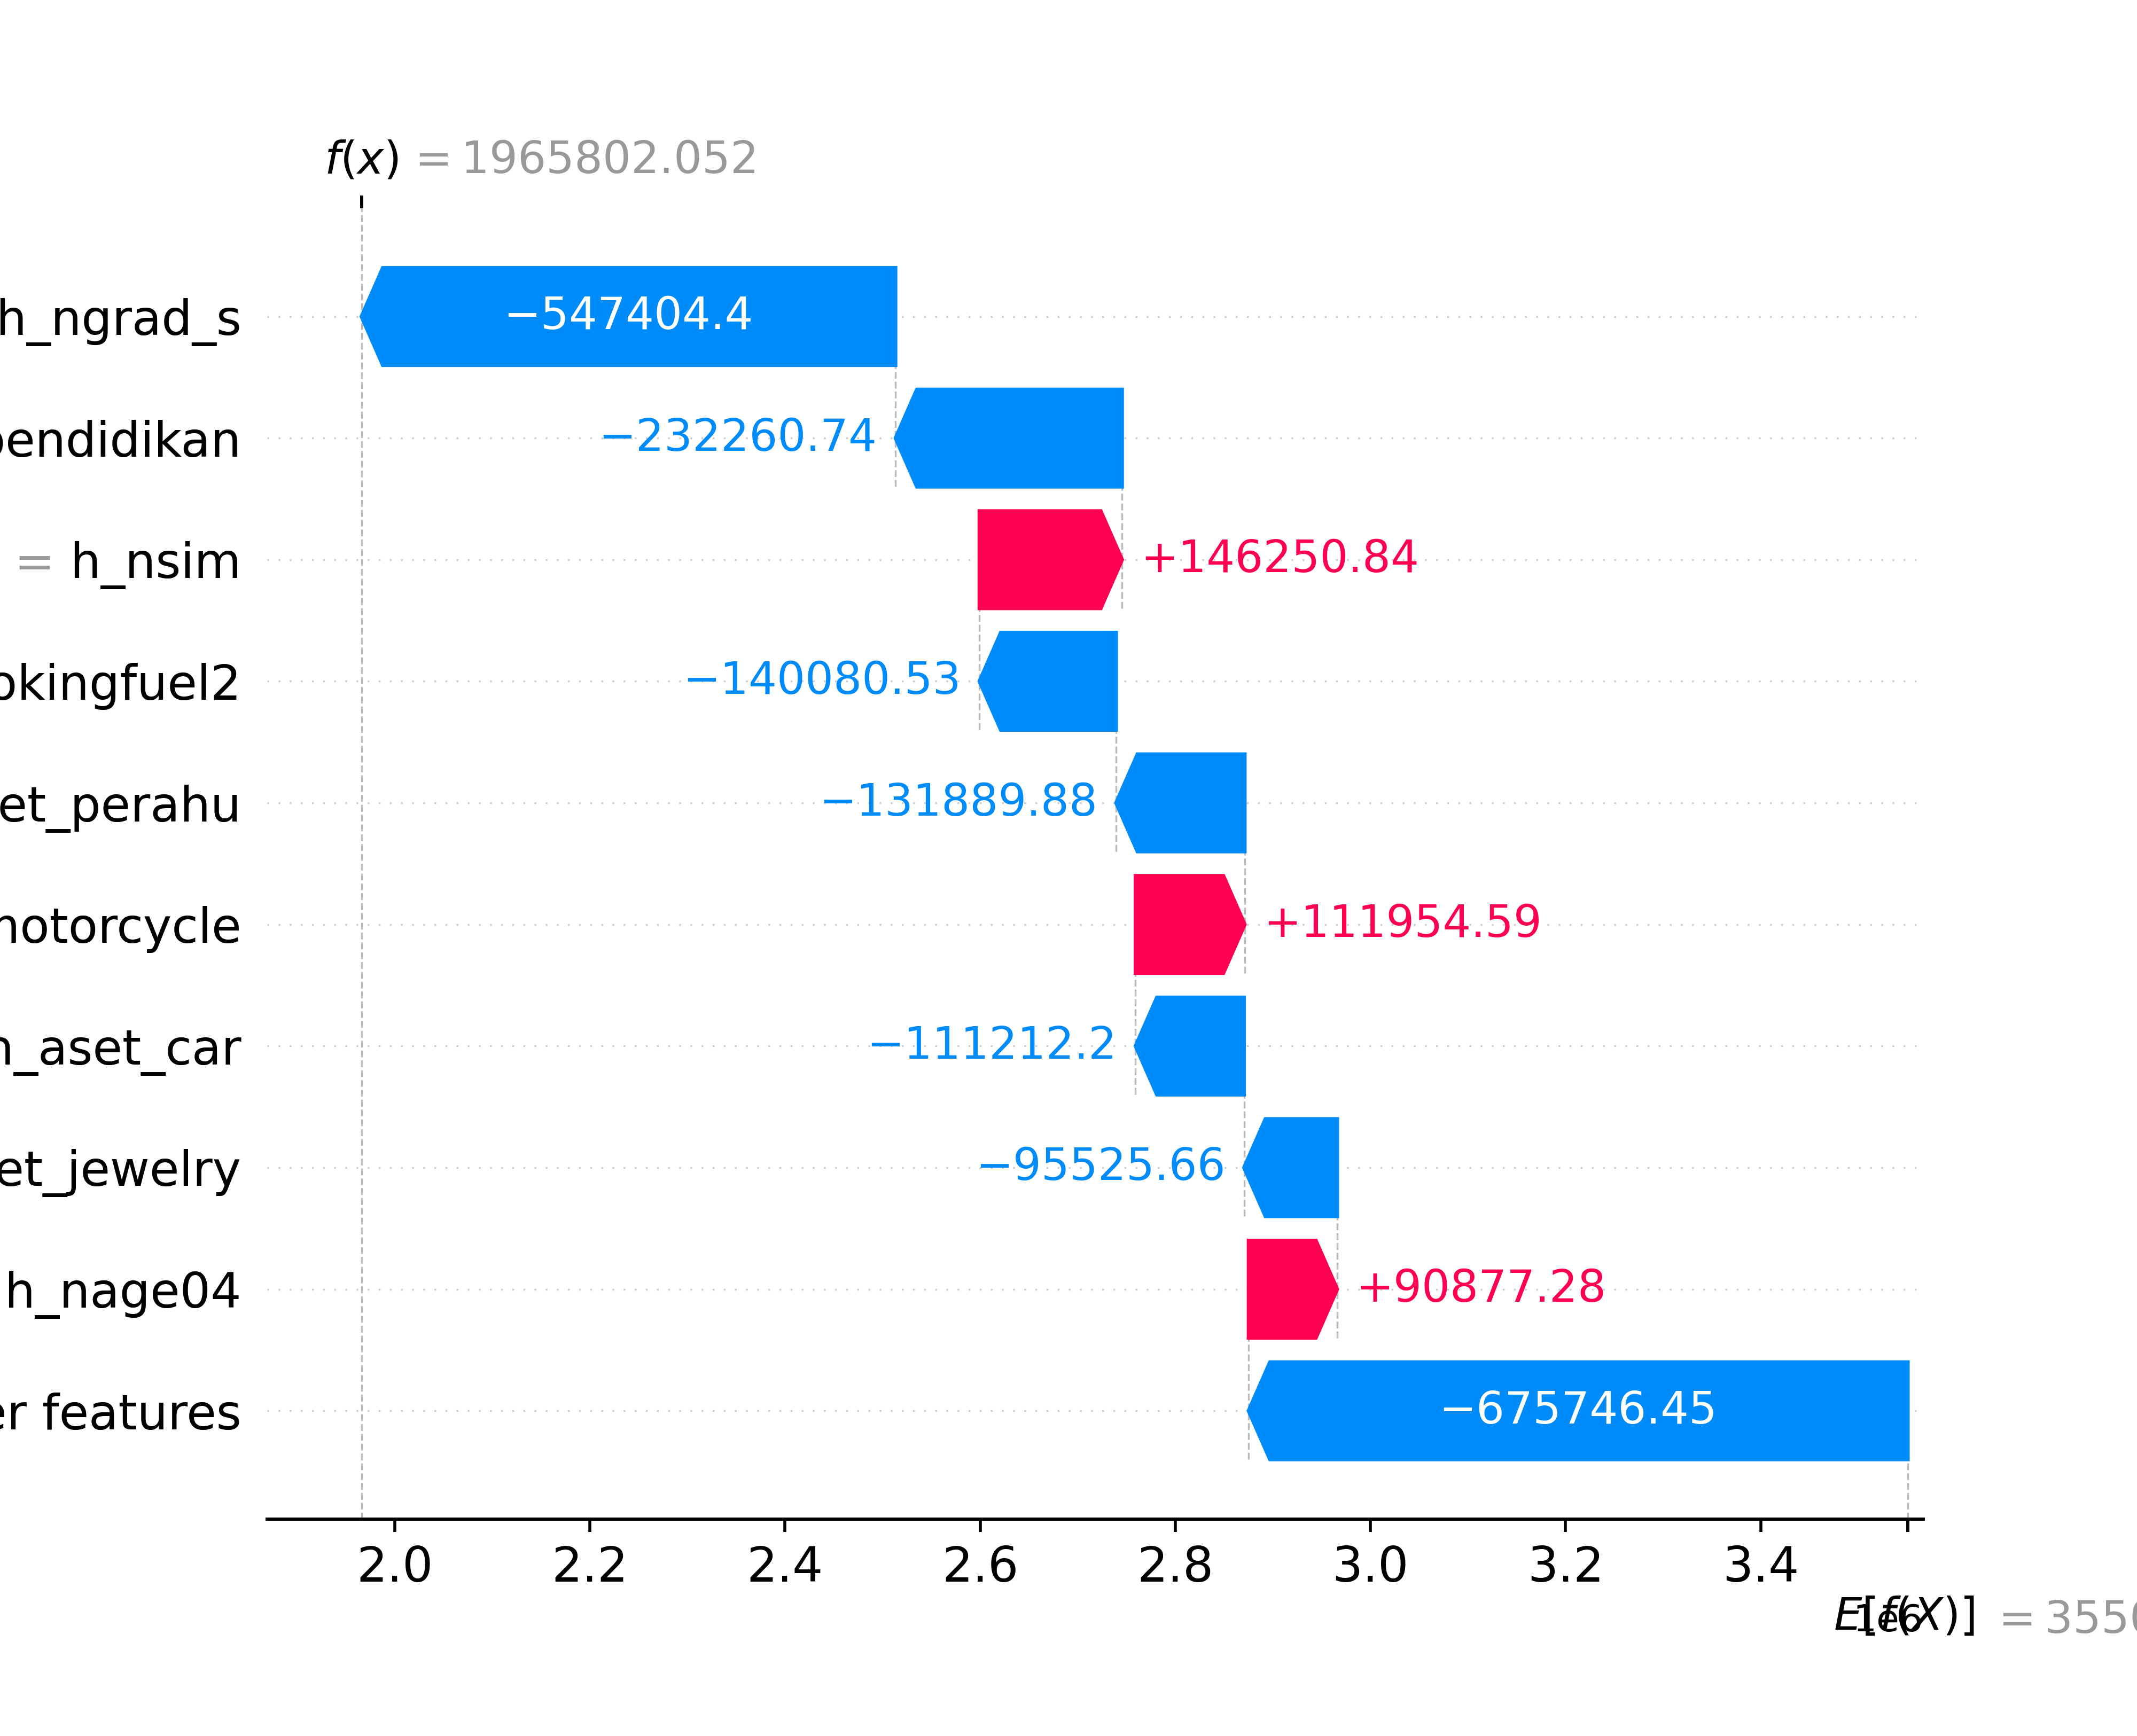 f(x) = 1965802.052
h_ngrad_s −547404.4
pendidikan −232260.74
= h_nsim +146250.84
okingfuel2 −140080.53
et_perahu −131889.88
motorcycle +111954.59
h_aset_car −111212.2
et_jewelry −95525.66
h_nage04 +90877.28
er features −675746.45
2.0 2.2 2.4 2.6 2.8 3.0 3.2 3.4
1e6
E[f(X)] = 3550